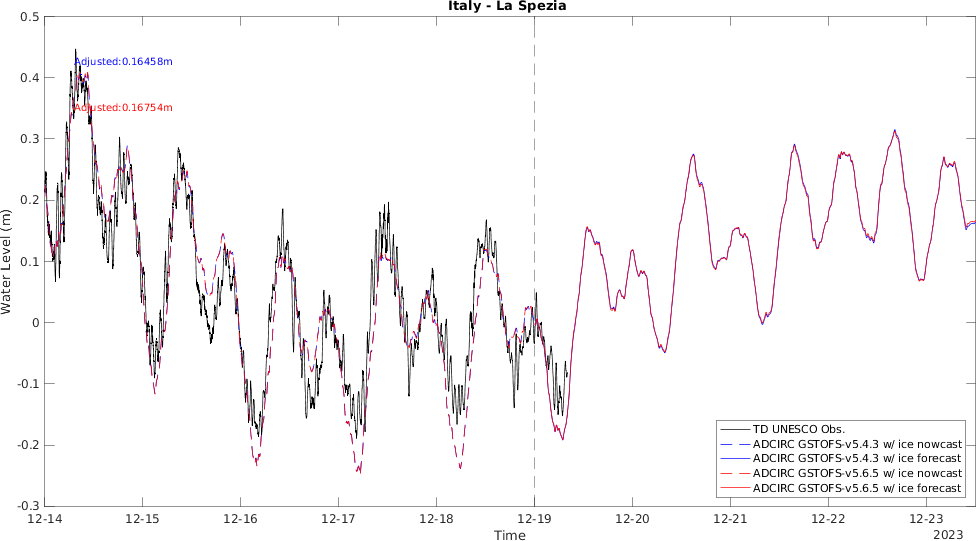 Italy - La Spezia
0.5
0.4
0.3
0.2
0.1
0
-0.1
-0.2
-0.3
Water Level (m)
Adjusted:0.16458m
Adjusted:0.16754m
TD UNESCO Obs.
ADCIRC GSTOFS-v5.4.3 w/ ice nowcast
ADCIRC GSTOFS-v5.4.3 w/ ice forecast
ADCIRC GSTOFS-v5.6.5 w/ ice nowcast
ADCIRC GSTOFS-v5.6.5 w/ ice forecast
12-14 12-15 12-16 12-17 12-18 12-19 12-20 12-21 12-22 12-23
Time
2023